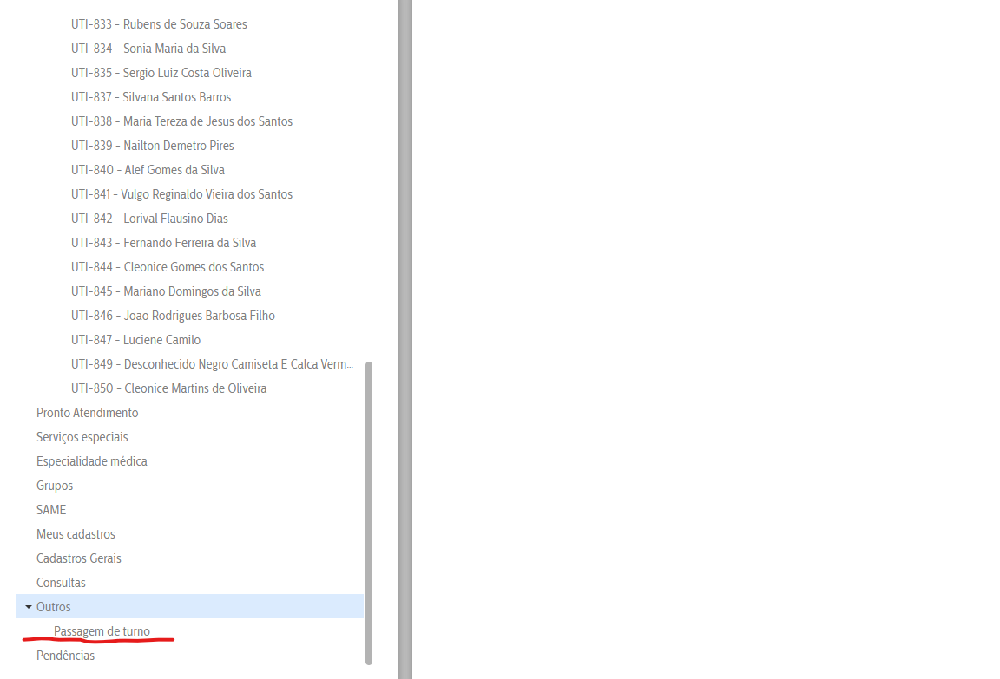 UTI-833 - Rubens de Souza Soares
UTI-834 - Sonia Maria da Silva
UTI-835 - Sergio Luiz Costa Oliveira
UTI-837 - Silvana Santos Barros
UTI-838 - Maria Tereza de Jesus dos Santos
UTI-839 - Nailton Demetro Pires
UTI-840 - Alef Gomes da Silva
UTI-841 - Vulgo Reginaldo Vieira dos Santos
UTI-842 - Lorival Flausino Dias
UTI-843 - Fernando Ferreira da Silva
UTI-844 - Cleonice Gomes dos Santos
UTI-845 - Mariano Domingos da Silva
UTI-846 - Joao Rodrigues Barbosa Filho
UTI-847 - Luciene Camilo
UTI-849 - Desconhecido Negro Camiseta E Calca Verm...
UTI-850 - Cleonice Martins de Oliveira
Pronto Atendimento
Serviços especiais
Especialidade médica
Grupos
SAME
Meus cadastros
Cadastros Gerais
Consultas
Outros
Passagem de turno
Pendências